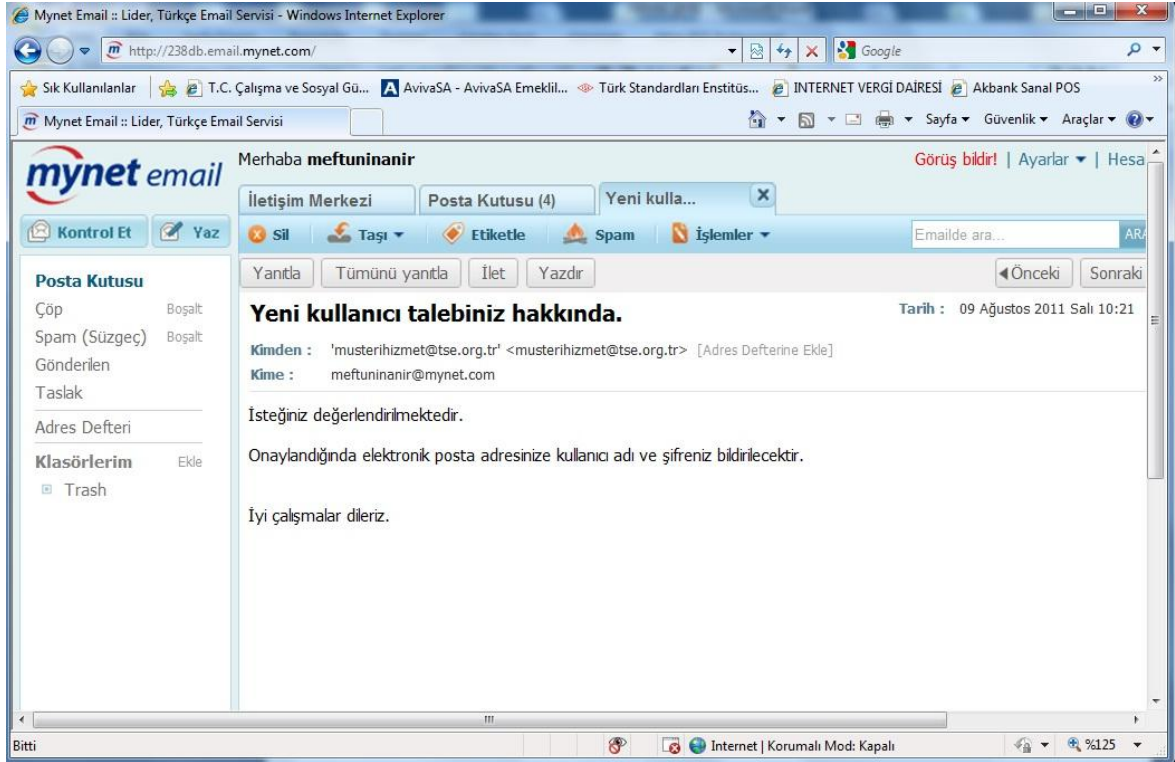 Mynet Email :: Lider, Türkçe Email Servisi - Windows Internet Explorer
http://238db.email.mynet.com/
Google
Sık Kullanılanlar T.C. Çalışma ve Sosyal Gü... AvivaSA - AvivaSA Emeklil... Türk Standardları Enstitüs... INTERNET VERGİ DAİRESİ Akbank Sanal POS
Mynet Email :: Lider, Türkçe Email Servisi Sayfa Güvenlik Araçlar
mynet email
Merhaba meftuninanir
Görüş bildir! | Ayarlar | Hesa
İletişim Merkezi Posta Kutusu (4) Yeni kulla...
Kontrol Et Yaz
Sil Taşı Etiketle Spam İşlemler Emailde ara... ARA
Yanıtla Tümünü yanıtla İlet Yazdır Önceki Sonraki
Posta Kutusu
Çöp Boşalt
Spam (Süzgeç) Boşalt
Gönderilen
Taslak
Adres Defteri
Klasörlerim Ekle
Trash
Yeni kullanıcı talebiniz hakkında.
Tarih : 09 Ağustos 2011 Salı 10:21
Kimden : 'musterihizmet@tse.org.tr' <musterihizmet@tse.org.tr> [Adres Defterine Ekle]
Kime : meftuninanir@mynet.com
İsteğiniz değerlendirilmektedir.
Onaylandığında elektronik posta adresinize kullanıcı adı ve şifreniz bildirilecektir.
İyi çalışmalar dileriz.
Bitti
Internet | Korumalı Mod: Kapalı
%125